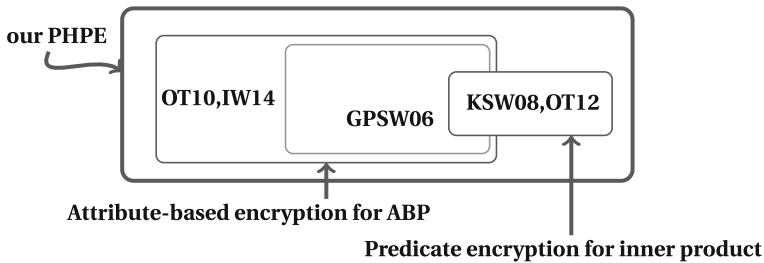 our PHPE
OT10,IW14
KSW08,OT12
GPSW06
Attribute-based encryption for ABP
Predicate encryption for inner product